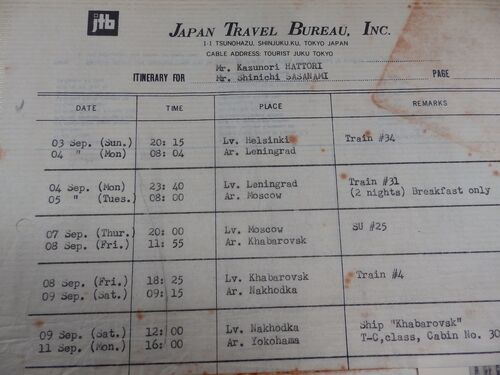 jtb
JAPAN TRAVEL BUREAU, INC.
1-1 TSUNOHAZU, SHINJUKU.KU, TOKYO JAPAN
CABLE ADDRESS: TOURIST JUKU TOKYO
Mr. Kazunori HATTORI
ITINERARY FOR Mr. Shinichi SASANAMI PAGE
DATE TIME PLACE REMARKS
03 Sep. (Sun.) 20: 15 Lv. Helsinki Train #34
04 " (Mon) 08: 04 Ar. Leningrad
04 Sep. (Mon) 23: 40 Lv. Leningrad Train #31
05 " (Tues.) 08: 00 Ar. Moscow (2 nights) Breakfast only
07 Sep. (Thur.) 20: 00 Lv. Moscow SU #25
08 Sep. (Fri.) 11: 55 Ar. Khabarovsk
08 Sep. (Fri.) 18: 25 Lv. Khabarovsk Train #4
09 Sep. (Sat.) 09: 15 Ar. Nakhodka
09 Sep. (Sat.) 12: 00 Lv. Nakhodka Ship "Khabarovsk"
11 Sep. (Mon.) 16: 00 Ar. Yokohama T-C,class, Cabin No. 30